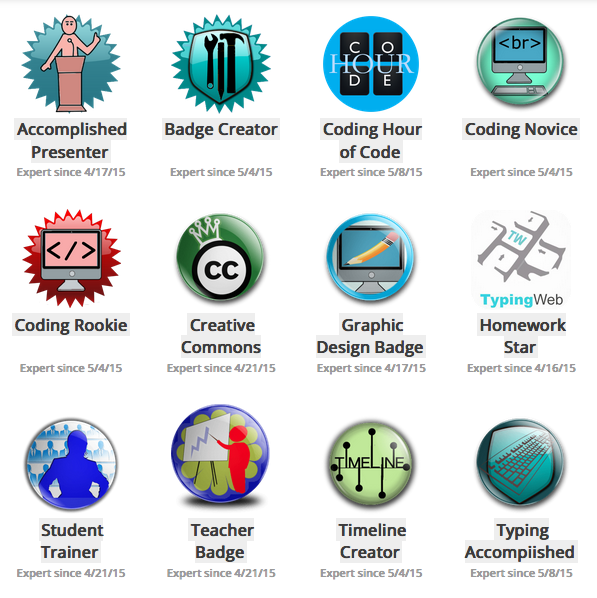 Accomplished
Presenter
Expert since 4/17/15
Badge Creator
Expert since 5/4/15
C O
HOUR
D E
Coding Hour
of Code
Expert since 5/8/15
<br>
Coding Novice
Expert since 5/4/15
</>
Coding Rookie
Expert since 5/4/15
CC
Creative
Commons
Expert since 4/21/15
Graphic
Design Badge
Expert since 4/17/15
TW
TypingWeb
Homework
Star
Expert since 4/16/15
Student
Trainer
Expert since 4/21/15
Teacher
Badge
Expert since 4/21/15
TIMELINE
Timeline
Creator
Expert since 5/4/15
Typing
Accompiished
Expert since 5/8/15